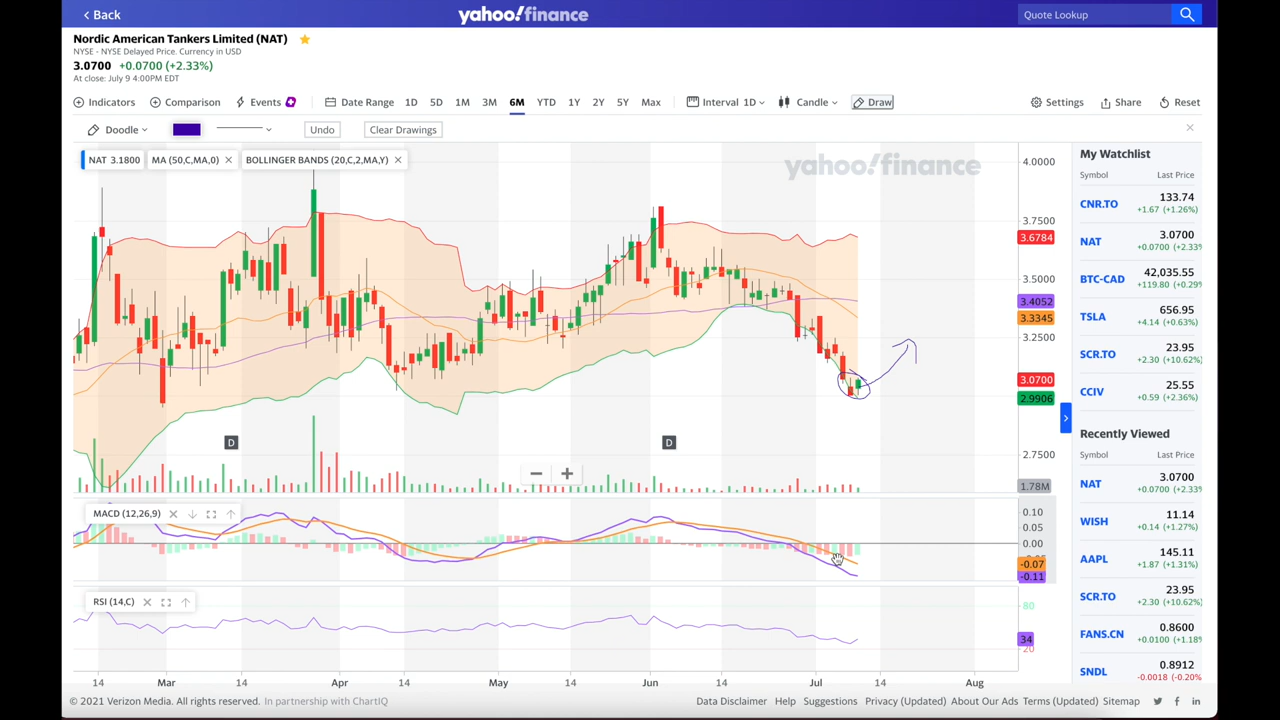 Back
yahoo!finance
Quote Lookup
Nordic American Tankers Limited (NAT)
NYSE - NYSE Delayed Price. Currency in USD
3.0700 +0.0700 (+2.33%)
At close: July 9 4:00PM EDT
Indicators Comparison Events Date Range 1D 5D 1M 3M 6M YTD 1Y 2Y 5Y Max Interval 1D Candle Draw Settings Share Reset
Doodle Undo Clear Drawings
NAT 3.1800 MA (50,C,MA,0) BOLLINGER BANDS (20,C,2,MA,Y)
yahoo!finance
4.0000
3.7500
3.6784
3.5000
3.4052
3.3345
3.2500
3.0700
2.9906
2.7500
1.78M
D D
MACD (12,26,9)
0.10
0.05
0.00
-0.07
-0.11
RSI (14,C)
80
34
20
14 Mar 14 Apr 14 May 14 Jun 14 Jul 14 Aug
My Watchlist
Symbol Last Price
CNR.TO 133.74
+1.67 (+1.26%)
NAT 3.0700
+0.0700 (+2.33%
BTC-CAD 42,035.55
+119.80 (+0.29%
TSLA 656.95
+4.14 (+0.63%)
SCR.TO 23.95
+2.30 (+10.62%)
CCIV 25.55
+0.59 (+2.36%)
Recently Viewed
Symbol Last Price
NAT 3.0700
+0.0700 (+2.33%
WISH 11.14
+0.14 (+1.27%)
AAPL 145.11
+1.87 (+1.31%)
SCR.TO 23.95
+2.30 (+10.62%)
FANS.CN 0.8600
+0.0100 (+1.18%
SNDL 0.8912
-0.0018 (-0.20%)
© 2021 Verizon Media. All rights reserved. In partnership with ChartIQ
Data Disclaimer Help Suggestions Privacy (Updated) About Our Ads Terms (Updated) Sitemap